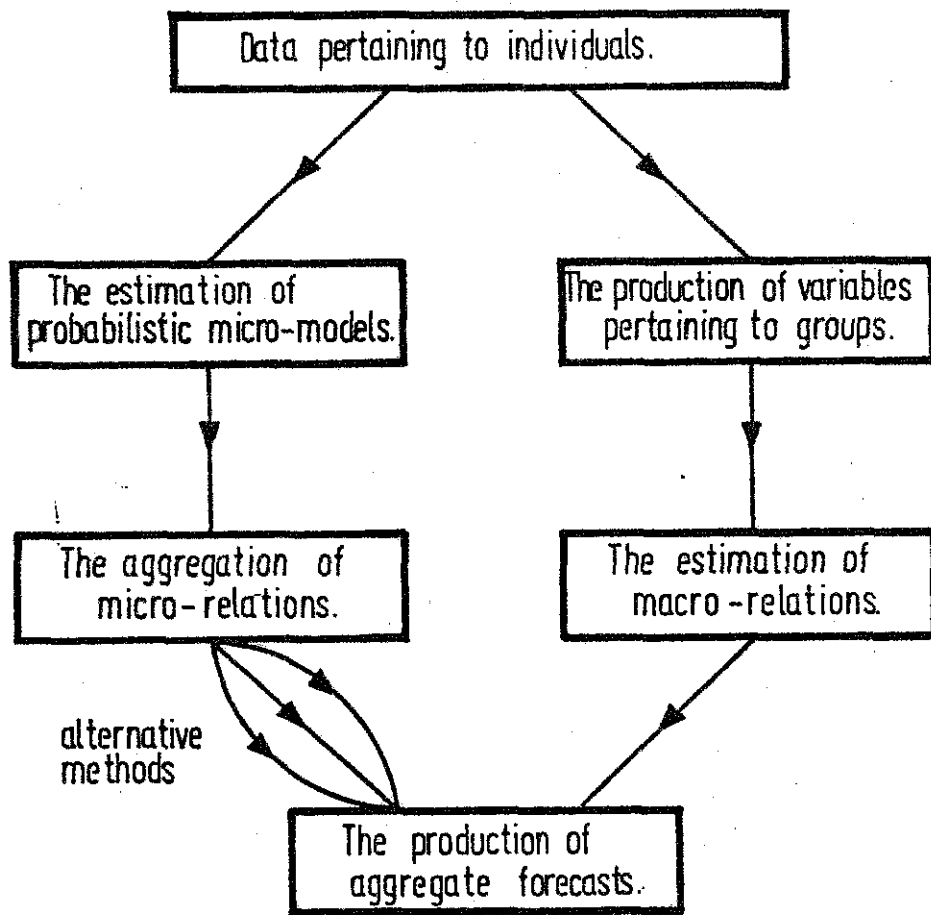 Data pertaining to individuals.
The estimation of
probabilistic micro-models.
The production of variables
pertaining to groups.
The aggregation of
micro-relations.
The estimation of
macro-relations.
alternative
methods
The production of
aggregate forecasts.